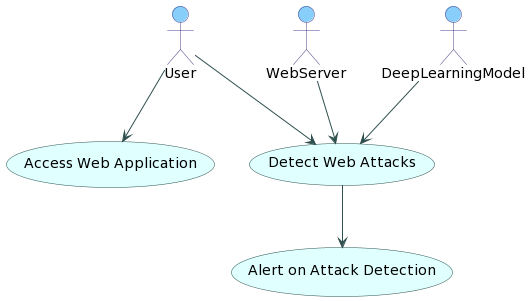 User
WebServer
DeepLearningModel
Access Web Application
Detect Web Attacks
Alert on Attack Detection